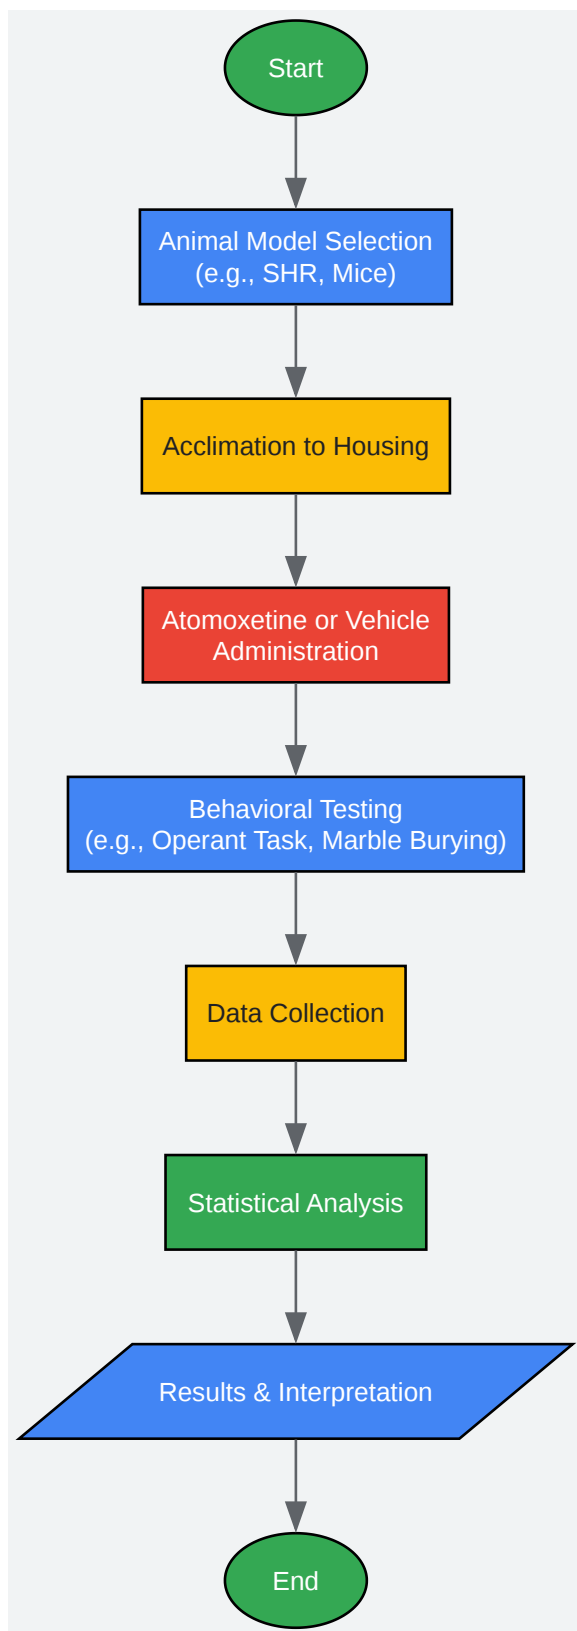 Start
Animal Model Selection
(e.g., SHR, Mice)
Acclimation to Housing
Atomoxetine or Vehicle
Administration
Behavioral Testing
(e.g., Operant Task, Marble Burying)
Data Collection
Statistical Analysis
Results & Interpretation
End